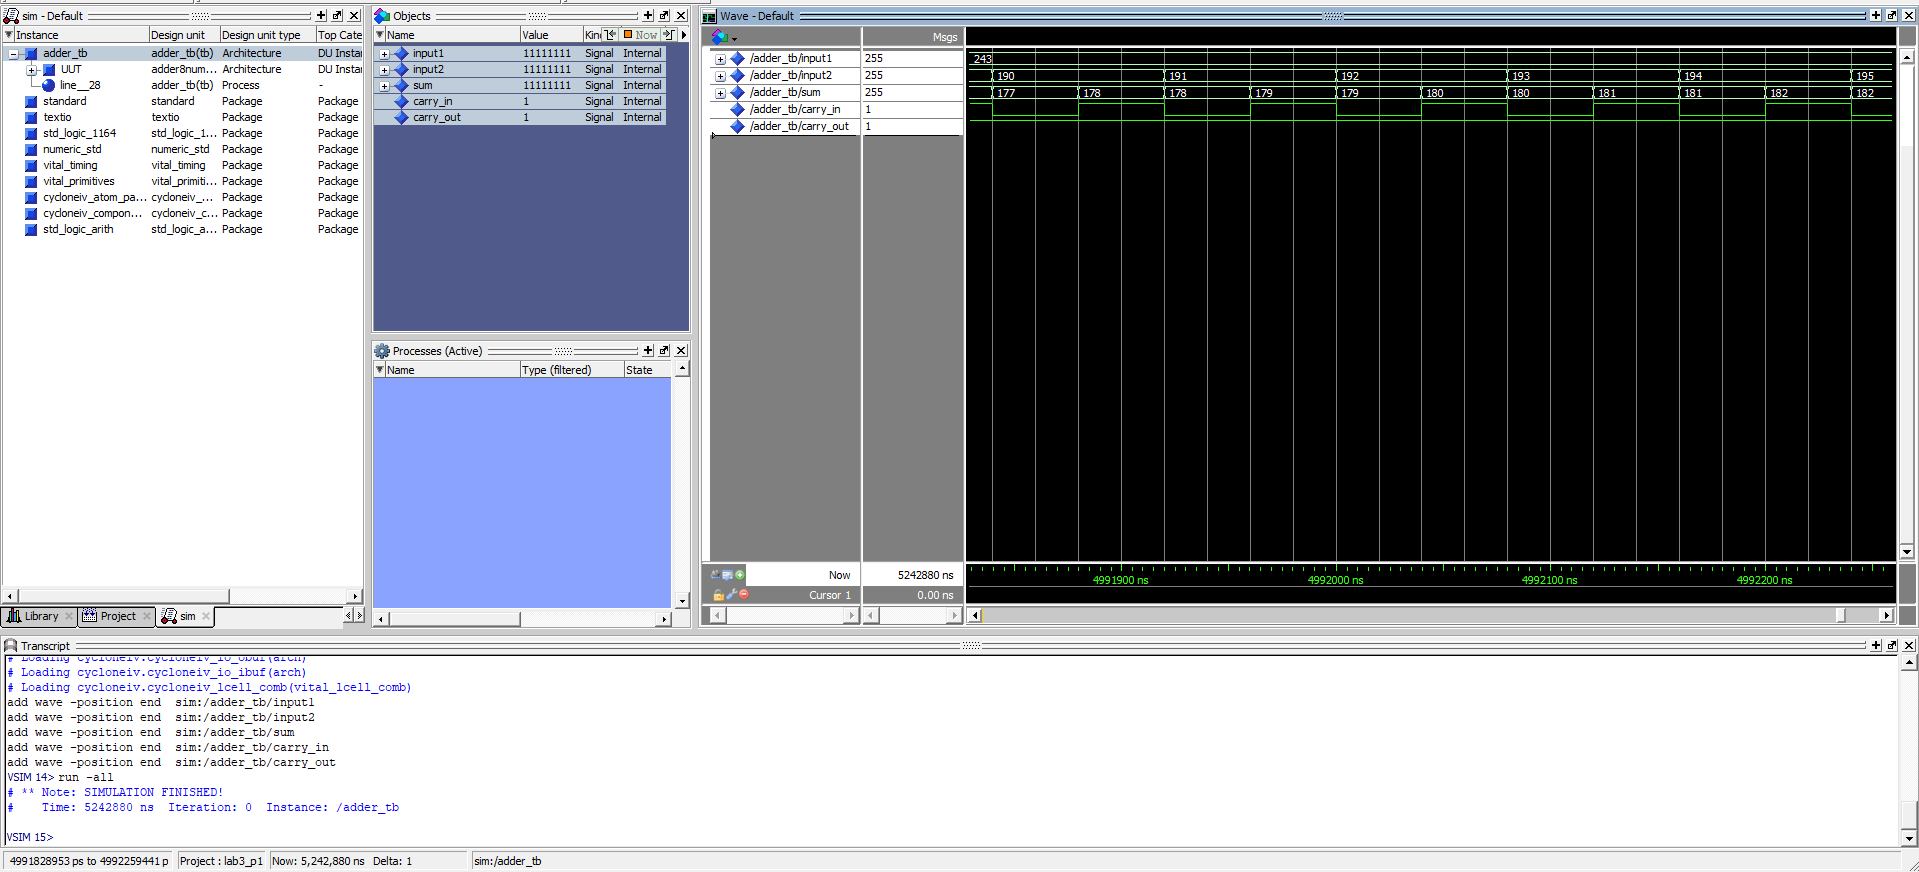 sim - Default
Instance Design unit Design unit type Top Cate
adder_tb adder_tb(tb) Architecture DU Insta
UUT adder8num... Architecture DU Insta
line__28 adder_tb(tb) Process -
standard standard Package Package
textio textio Package Package
std_logic_1164 std_logic_1... Package Package
numeric_std numeric_std Package Package
vital_timing vital_timing Package Package
vital_primitives vital_primiti... Package Package
cycloneiv_atom_pa... cycloneiv_... Package Package
cycloneiv_compon... cycloneiv_c... Package Package
std_logic_arith std_logic_a... Package Package
Library Project sim
Objects
Name Value Kin Now
input1 11111111 Signal Internal
input2 11111111 Signal Internal
sum 11111111 Signal Internal
carry_in 1 Signal Internal
carry_out 1 Signal Internal
Processes (Active)
Name Type (filtered) State
Wave - Default
Msgs
/adder_tb/input1 255 243
/adder_tb/input2 255 190 191 192 193 194 195
/adder_tb/sum 255 177 178 178 179 179 180 180 181 181 182 182
/adder_tb/carry_in 1
/adder_tb/carry_out 1
Now 5242880 ns 4991900 ns 4992000 ns 4992100 ns 4992200 ns
Cursor 1 0.00 ns
Transcript
# Loading cycloneiv.cycloneiv_io_obuf(arch)
# Loading cycloneiv.cycloneiv_io_ibuf(arch)
# Loading cycloneiv.cycloneiv_lcell_comb(vital_lcell_comb)
add wave -position end  sim:/adder_tb/input1
add wave -position end  sim:/adder_tb/input2
add wave -position end  sim:/adder_tb/sum
add wave -position end  sim:/adder_tb/carry_in
add wave -position end  sim:/adder_tb/carry_out
VSIM 14> run -all
# ** Note: SIMULATION FINISHED!
#    Time: 5242880 ns  Iteration: 0  Instance: /adder_tb
VSIM 15>
4991828953 ps to 4992259441 p Project : lab3_p1 Now: 5,242,880 ns Delta: 1 sim:/adder_tb